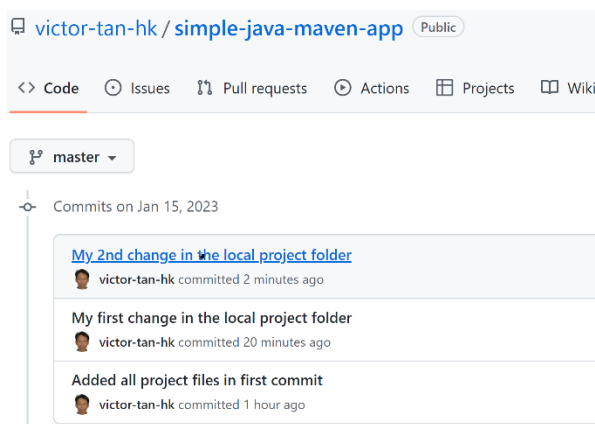 victor-tan-hk / simple-java-maven-app Public
Code Issues Pull requests Actions Projects Wiki
master
Commits on Jan 15, 2023
My 2nd change in the local project folder
victor-tan-hk committed 2 minutes ago
My first change in the local project folder
victor-tan-hk committed 20 minutes ago
Added all project files in first commit
victor-tan-hk committed 1 hour ago